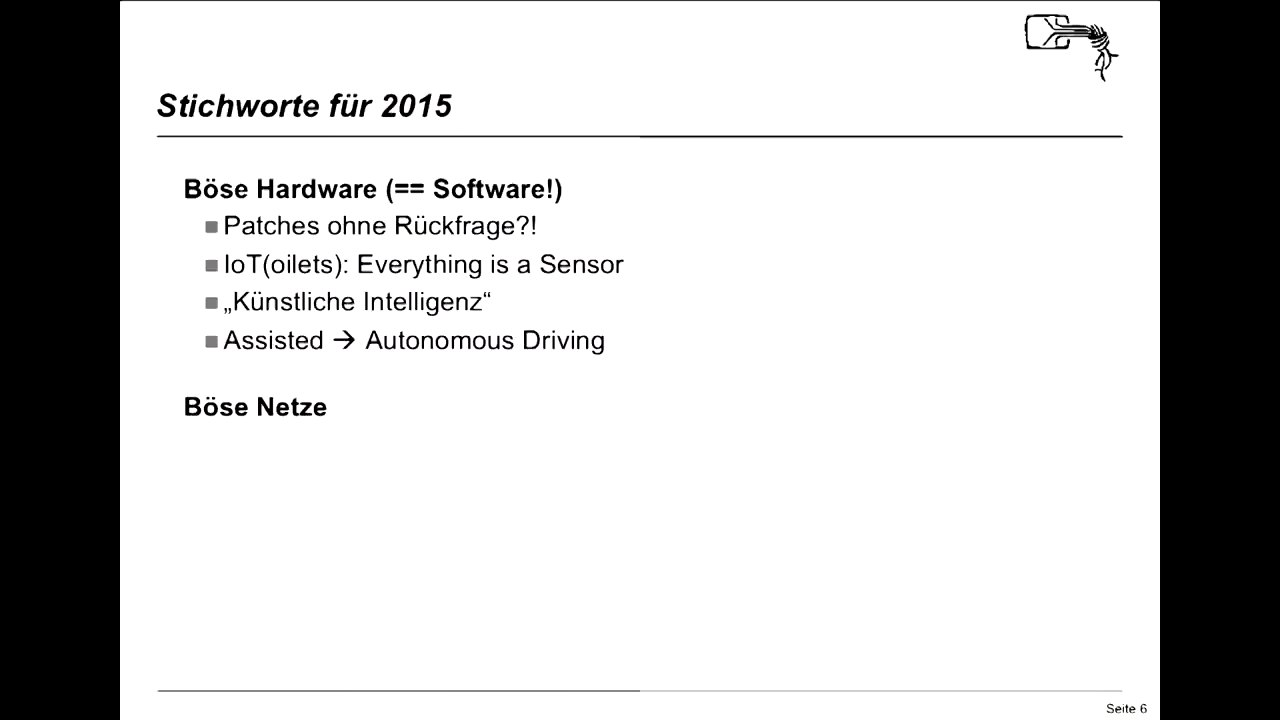 Stichworte für 2015
Böse Hardware (== Software!)
Patches ohne Rückfrage?!
IoT(oilets): Everything is a Sensor
„Künstliche Intelligenz“
Assisted → Autonomous Driving
Böse Netze
Seite 6